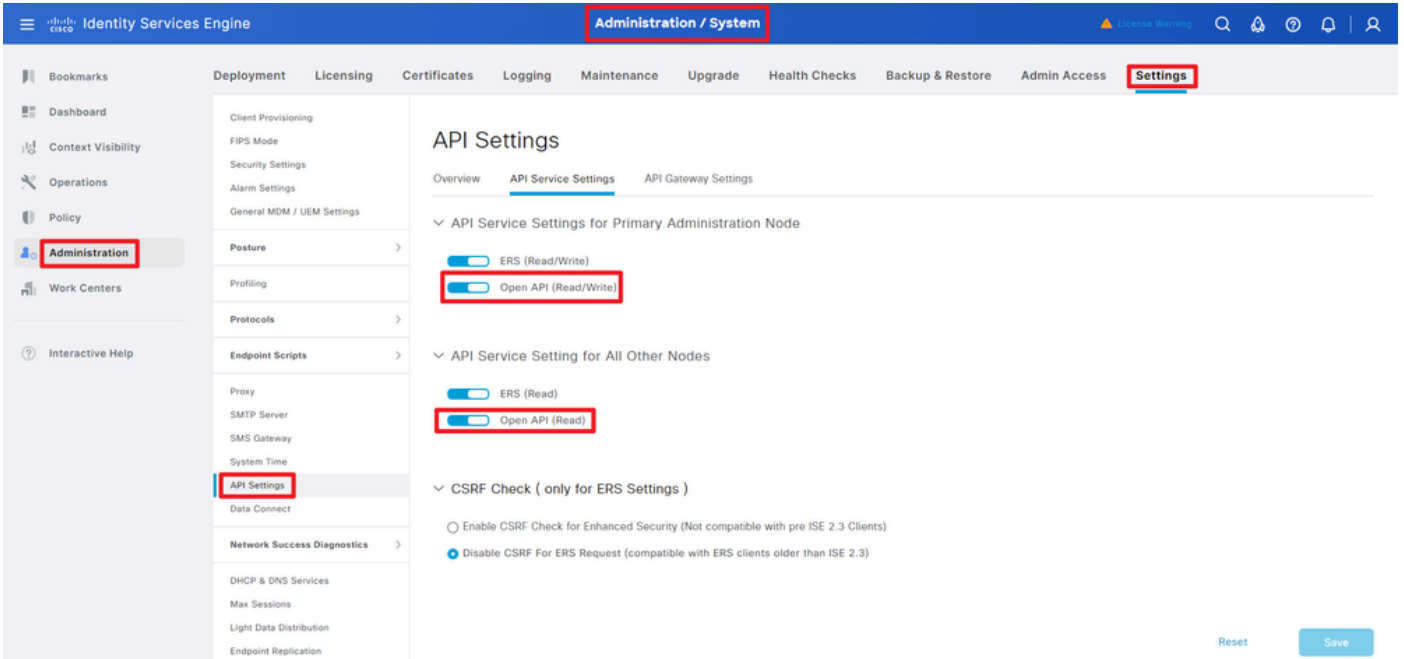 cisco Identity Services Engine
Administration / System
License Warning
Bookmarks
Dashboard
Context Visibility
Operations
Policy
Administration
Work Centers
Interactive Help
Deployment Licensing Certificates Logging Maintenance Upgrade Health Checks Backup & Restore Admin Access Settings
Client Provisioning
FIPS Mode
Security Settings
Alarm Settings
General MDM / UEM Settings
Posture
Profiling
Protocols
Endpoint Scripts
Proxy
SMTP Server
SMS Gateway
System Time
API Settings
Data Connect
Network Success Diagnostics
DHCP & DNS Services
Max Sessions
Light Data Distribution
Endpoint Replication
API Settings
Overview API Service Settings API Gateway Settings
API Service Settings for Primary Administration Node
ERS (Read/Write)
Open API (Read/Write)
API Service Setting for All Other Nodes
ERS (Read)
Open API (Read)
CSRF Check ( only for ERS Settings )
Enable CSRF Check for Enhanced Security (Not compatible with pre ISE 2.3 Clients)
Disable CSRF For ERS Request (compatible with ERS clients older than ISE 2.3)
Reset Save